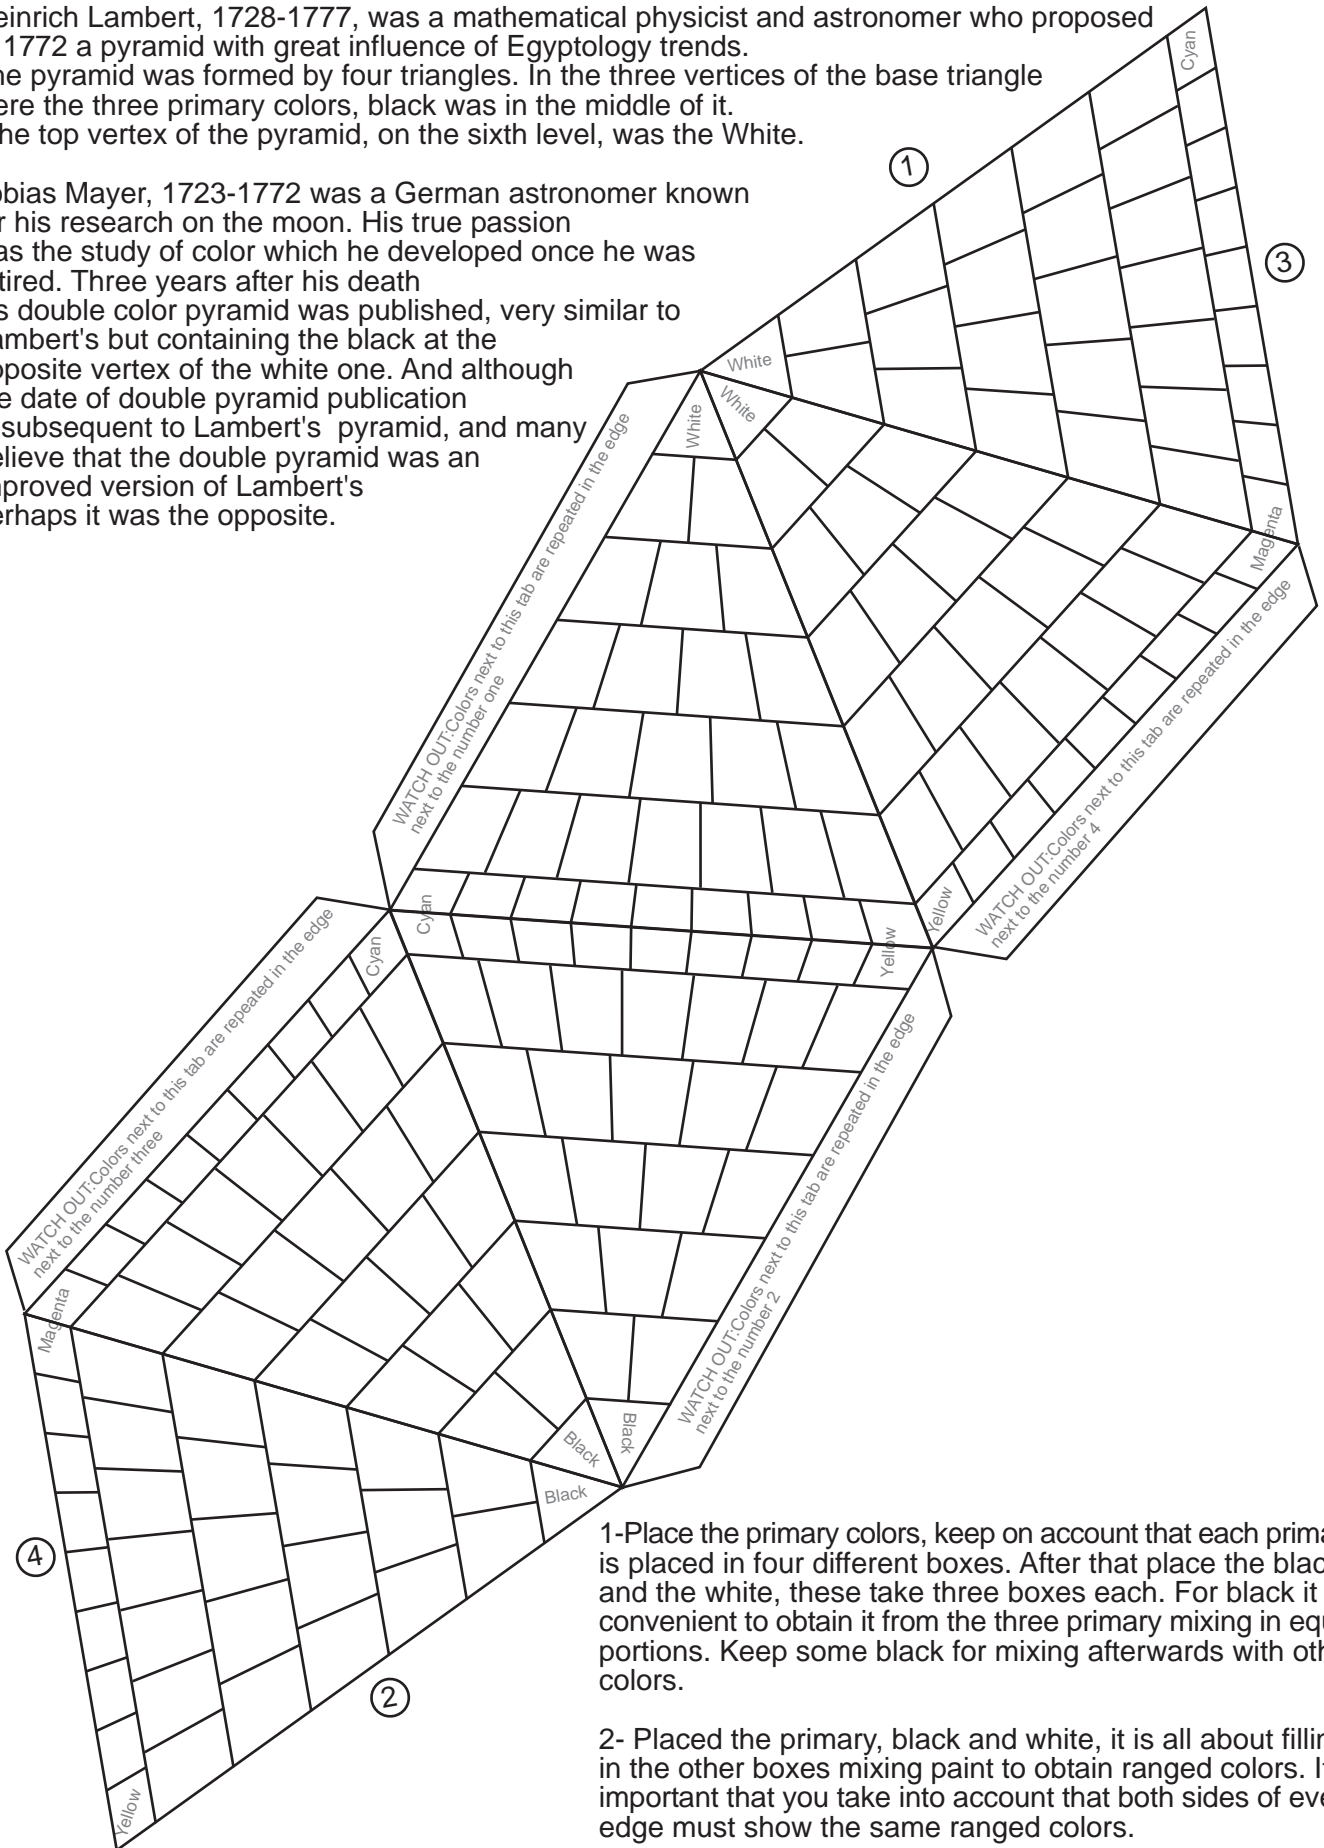 einrich Lambert, 1728-1777, was a mathematical physicist and astronomer who proposed
1772 a pyramid with great influence of Egyptology trends.
he pyramid was formed by four triangles. In the three vertices of the base triangle
ere the three primary colors, black was in the middle of it.
he top vertex of the pyramid, on the sixth level, was the White.
obias Mayer, 1723-1772 was a German astronomer known
r his research on the moon. His true passion
as the study of color which he developed once he was
tired. Three years after his death
s double color pyramid was published, very similar to
ambert's but containing the black at the
pposite vertex of the white one. And although
e date of double pyramid publication
subsequent to Lambert's pyramid, and many
elieve that the double pyramid was an
proved version of Lambert's
erhaps it was the opposite.
Cyan
1
3
White
White
White
Magenta
WATCH OUT:Colors next to this tab are repeated in the edge
next to the number one
WATCH OUT:Colors next to this tab are repeated in the edge
next to the number 4
Cyan
Yellow
Yellow
Cyan
WATCH OUT:Colors next to this tab are repeated in the edge
next to the number three
WATCH OUT:Colors next to this tab are repeated in the edge
next to the number 2
Magenta
Black
Black
Black
4
2
Yellow
1-Place the primary colors, keep on account that each prima
is placed in four different boxes. After that place the blac
and the white, these take three boxes each. For black it
convenient to obtain it from the three primary mixing in equ
portions. Keep some black for mixing afterwards with oth
colors.
2- Placed the primary, black and white, it is all about fillin
in the other boxes mixing paint to obtain ranged colors. I
important that you take into account that both sides of eve
edge must show the same ranged colors.